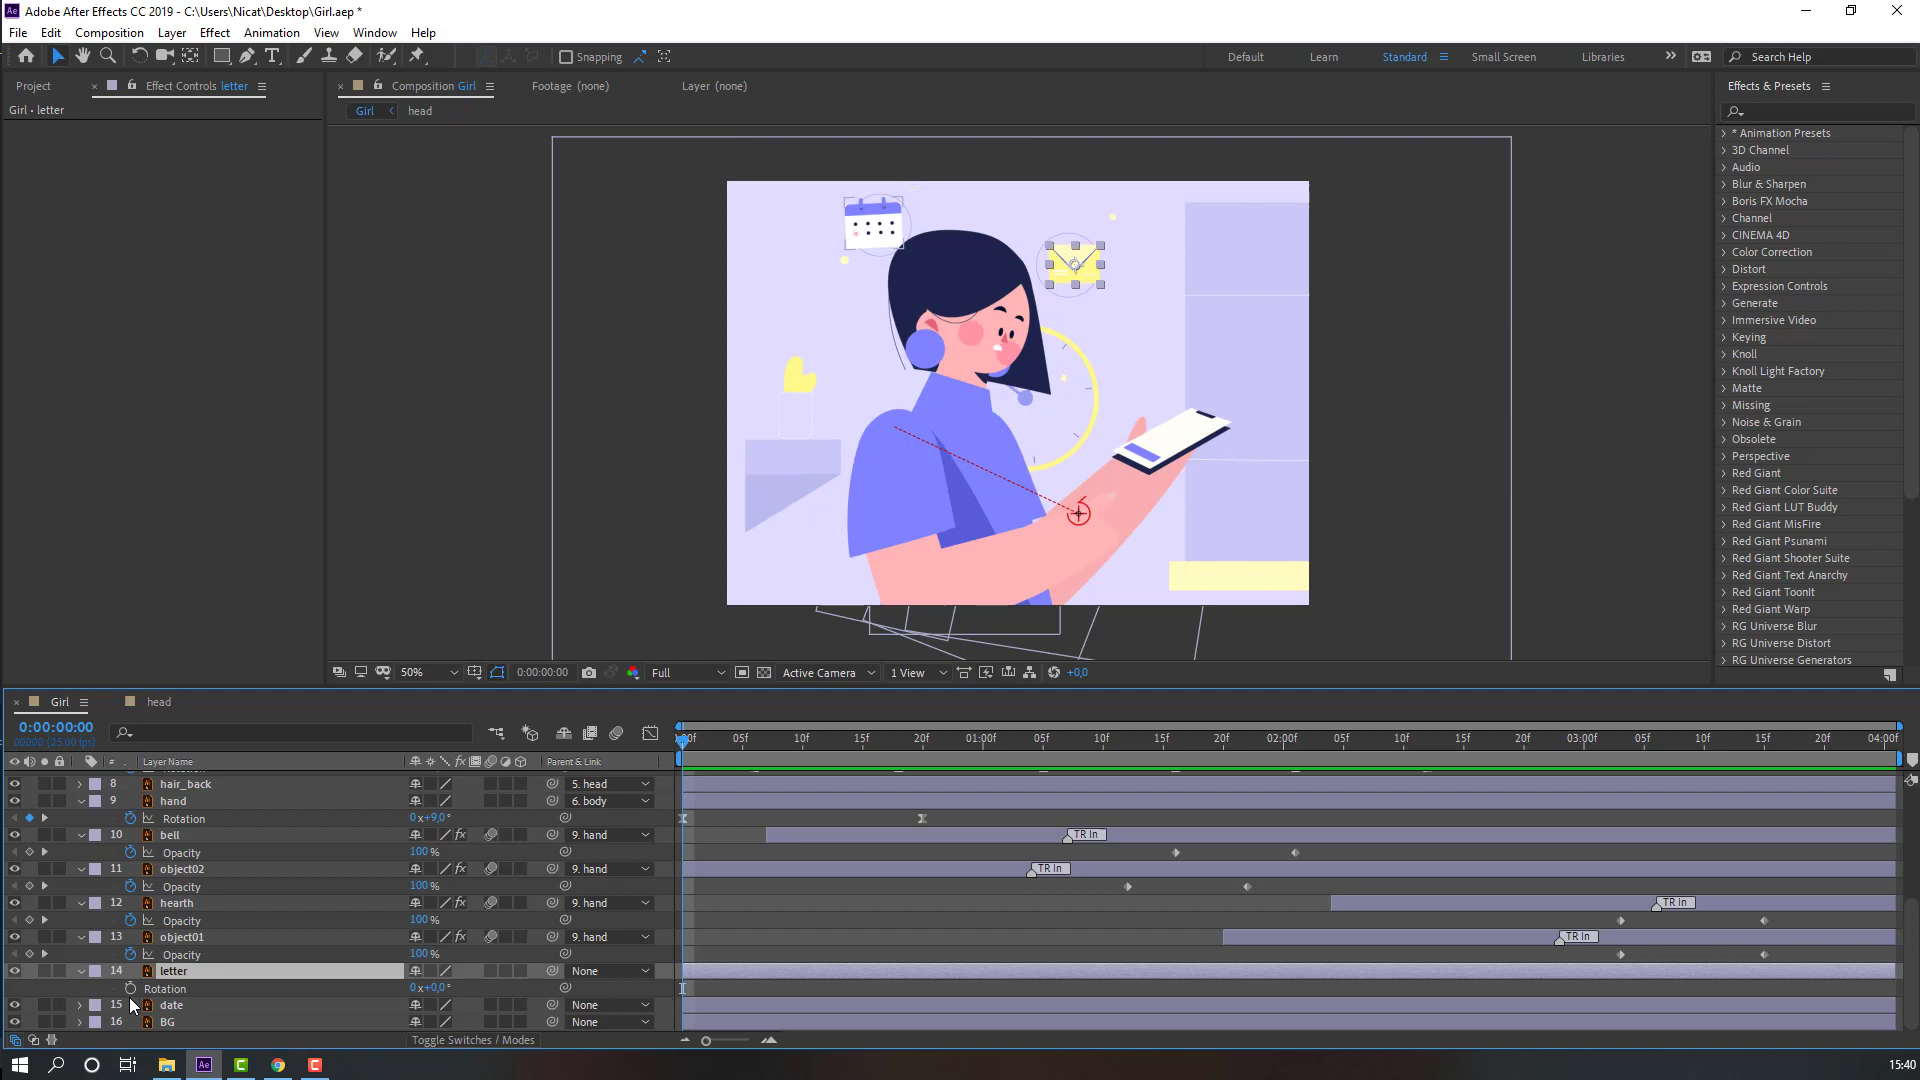 Ae Adobe After Effects CC 2019 - C:\Users\Nicat\Desktop\Girl.aep *
File Edit Composition Layer Effect Animation View Window Help
Snapping Default Learn Standard Small Screen Libraries Search Help
Project Effect Controls letter Composition Girl Footage (none) Layer (none) Effects & Presets
Girl • letter Girl head
* Animation Presets
3D Channel
Audio
Blur & Sharpen
Boris FX Mocha
Channel
CINEMA 4D
Color Correction
Distort
Expression Controls
Generate
Immersive Video
Keying
Knoll
Knoll Light Factory
Matte
Missing
Noise & Grain
Obsolete
Perspective
Red Giant
Red Giant Color Suite
Red Giant LUT Buddy
Red Giant MisFire
Red Giant Psunami
Red Giant Shooter Suite
Red Giant Text Anarchy
Red Giant ToonIt
Red Giant Warp
RG Universe Blur
RG Universe Distort
RG Universe Generators
50% 0:00:00:00 Full Active Camera 1 View +0,0
Girl head
0:00:00:00
00000 (25.00 fps)
05f 10f 15f 20f 01:00f 05f 10f 15f 20f 02:00f 05f 10f 15f 20f 03:00f 05f 10f 15f 20f 04:00f
# Layer Name Parent & Link
8 hair_back 5. head
9 hand 6. body
Rotation 0x+9,0°
10 bell fx 9. hand TR In
Opacity 100 %
11 object02 fx 9. hand TR In
Opacity 100 %
12 hearth fx 9. hand TR In
Opacity 100 %
13 object01 fx 9. hand TR In
Opacity 100 %
14 letter None
Rotation 0x+0,0°
15 date None
16 BG None
Toggle Switches / Modes
Ae C C 15:40